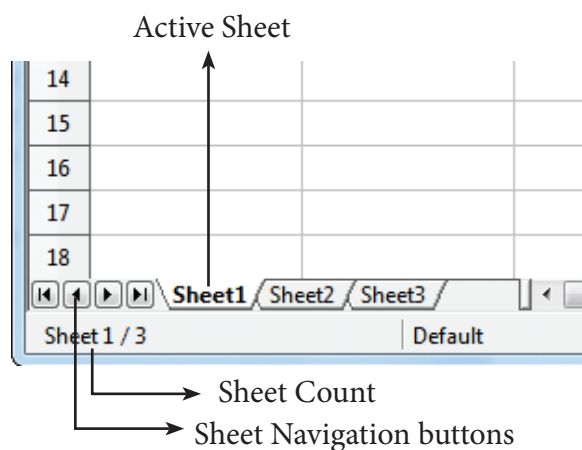 Active Sheet
14
15
16
17
18
Sheet1 Sheet2 Sheet3
Sheet 1 / 3 Default
Sheet Count
Sheet Navigation buttons